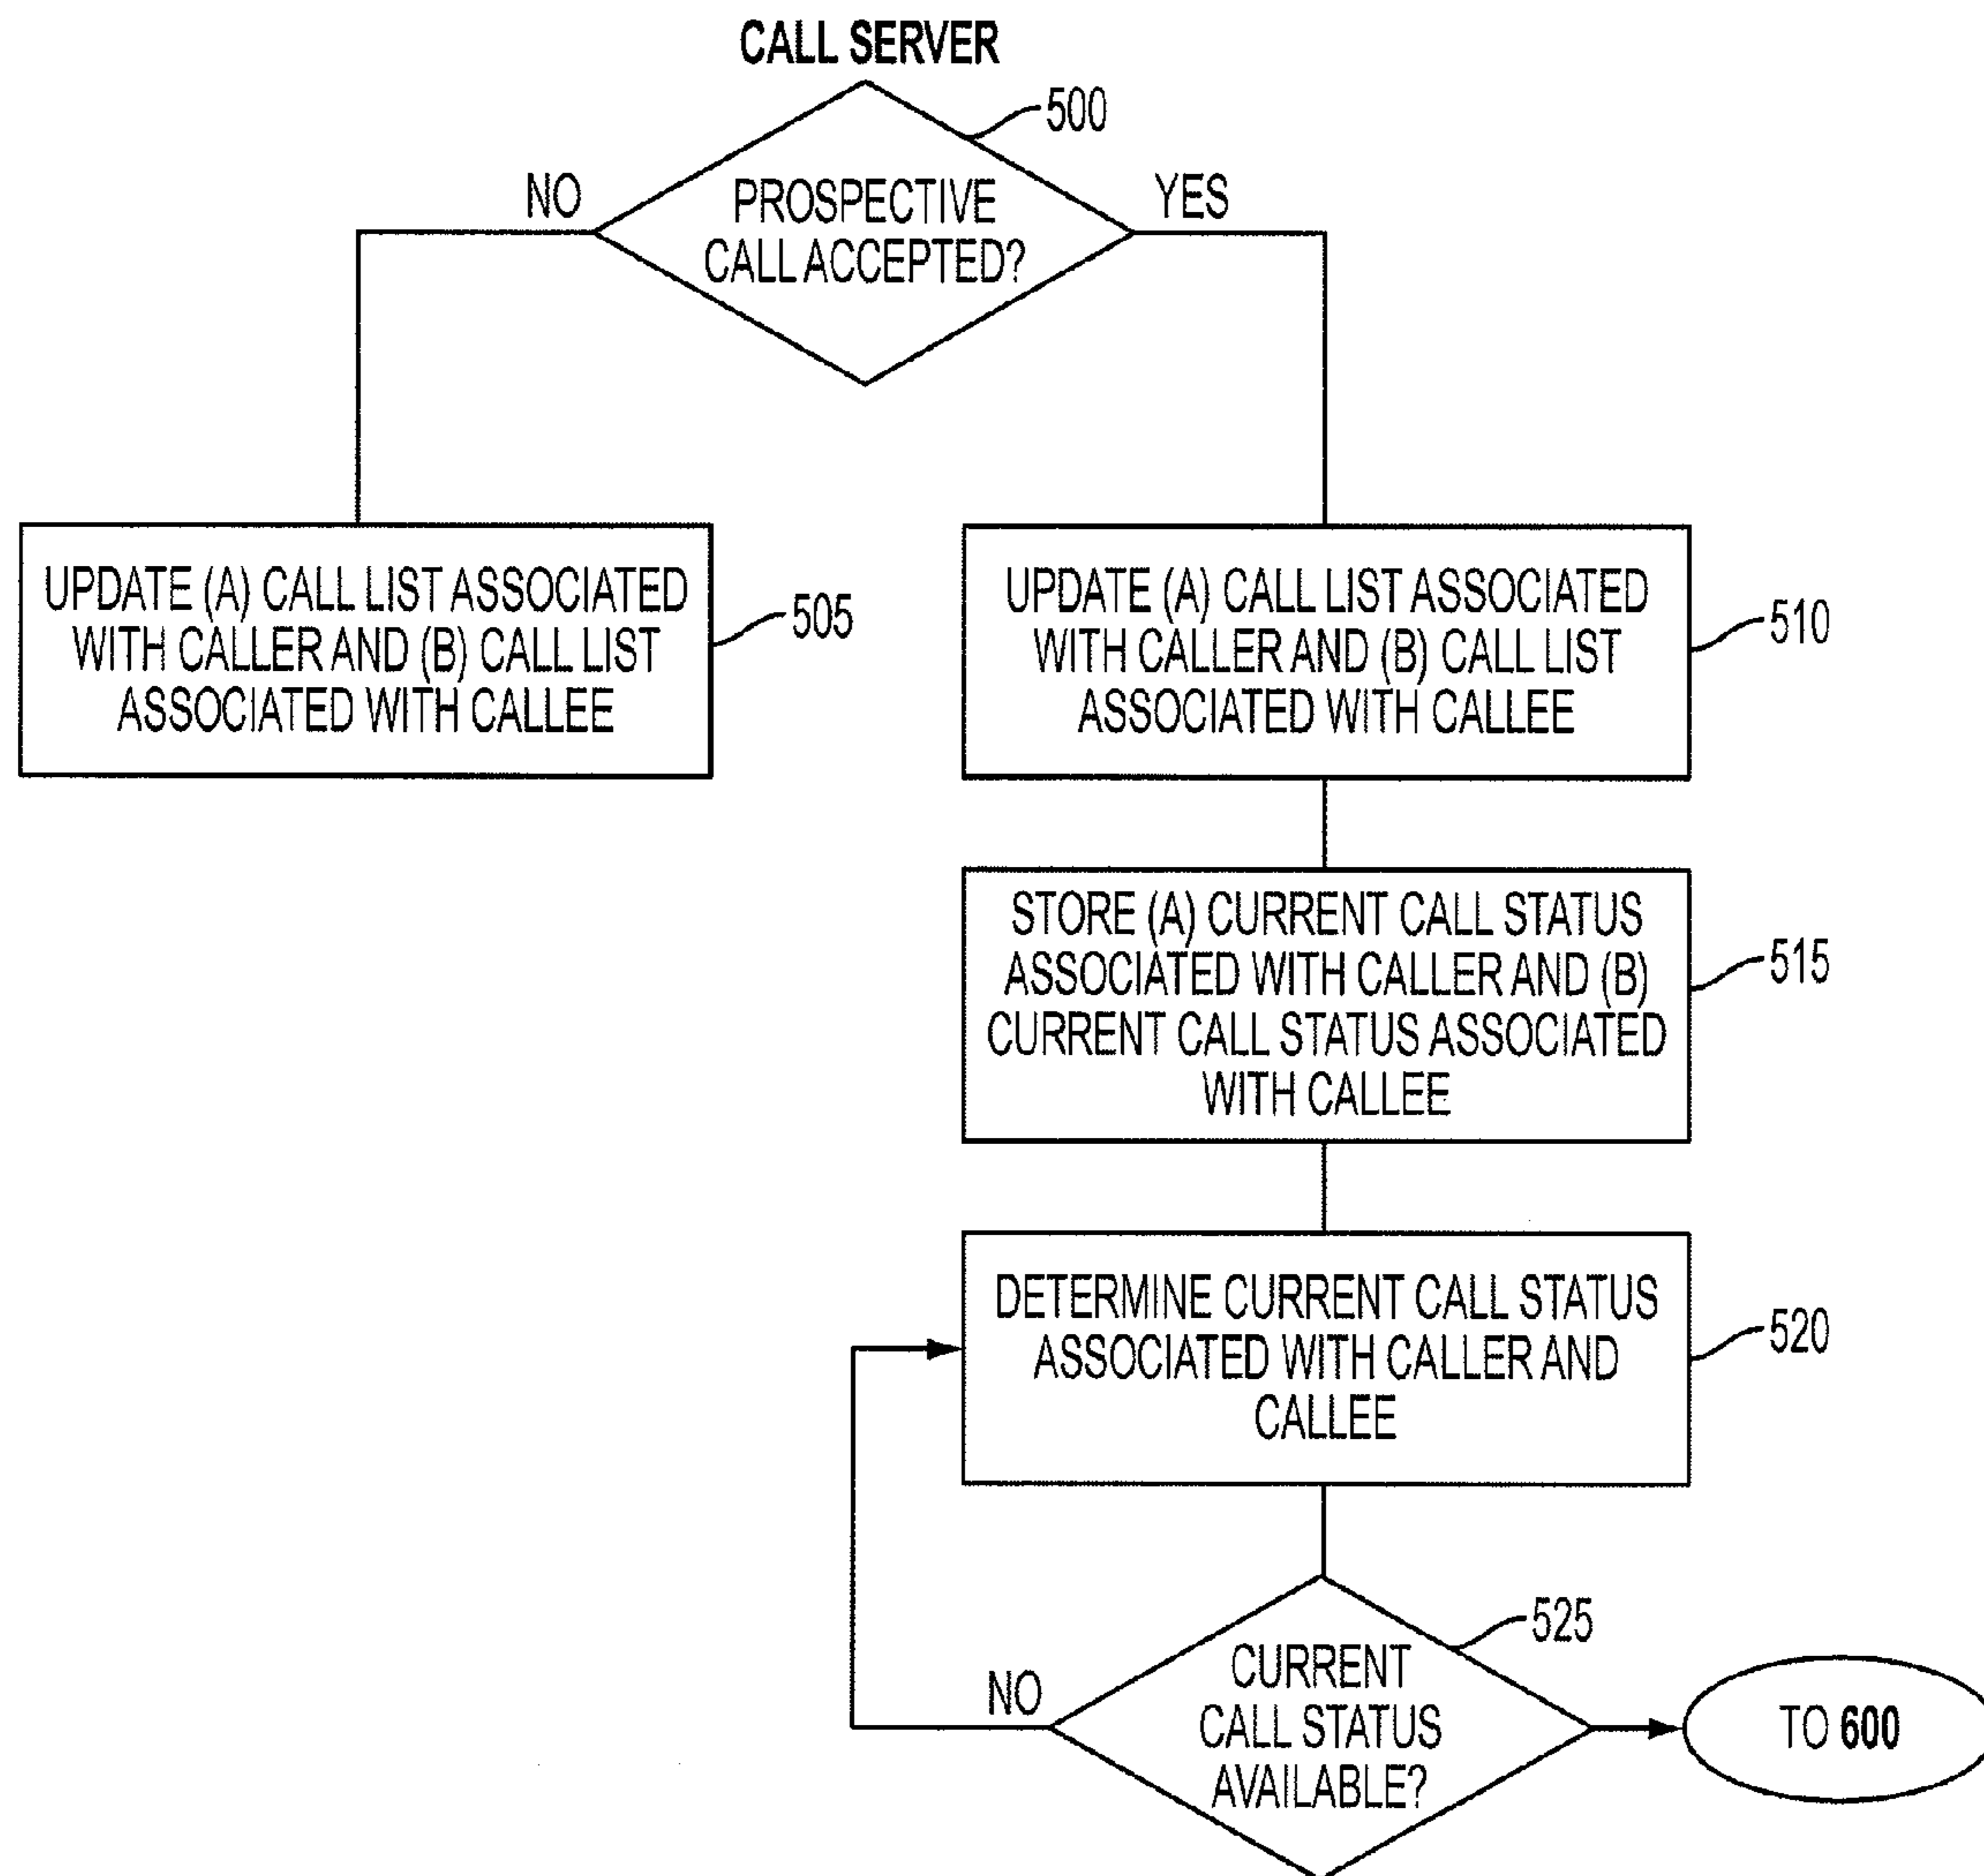 CALL SERVER
500
NO
YES
PROSPECTIVE
CALL ACCEPTED?
UPDATE (A) CALL LIST ASSOCIATED
WITH CALLER AND (B) CALL LIST
ASSOCIATED WITH CALLEE
505
UPDATE (A) CALL LIST ASSOCIATED
WITH CALLER AND (B) CALL LIST
ASSOCIATED WITH CALLEE
510
STORE (A) CURRENT CALL STATUS
ASSOCIATED WITH CALLER AND (B)
CURRENT CALL STATUS ASSOCIATED
WITH CALLEE
515
DETERMINE CURRENT CALL STATUS
ASSOCIATED WITH CALLER AND
CALLEE
520
525
NO
CURRENT
CALL STATUS
AVAILABLE?
TO 600